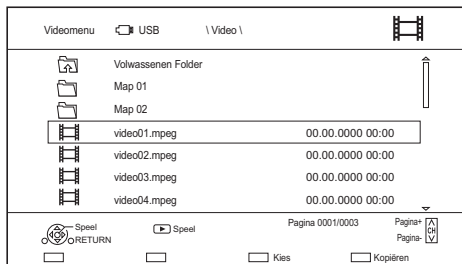 Videomenu USB \ Video \
Volwassenen Folder
Map 01
Map 02
video01.mpeg 00.00.0000 00:00
video02.mpeg 00.00.0000 00:00
video03.mpeg 00.00.0000 00:00
video04.mpeg 00.00.0000 00:00
Speel Speel Pagina 0001/0003 Pagina+
RETURN CH Pagina-
Kies Kopiëren